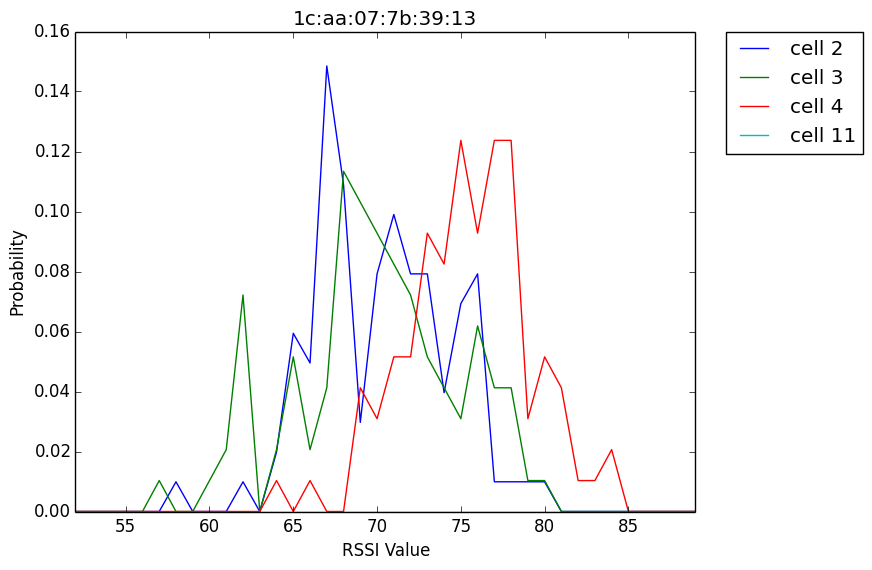 1c:aa:07:7b:39:13
0.16
0.14
0.12
0.10
0.08
0.06
0.04
0.02
0.00
Probability
55
60
65
70
75
80
85
RSSI Value
cell 2
cell 3
cell 4
cell 11